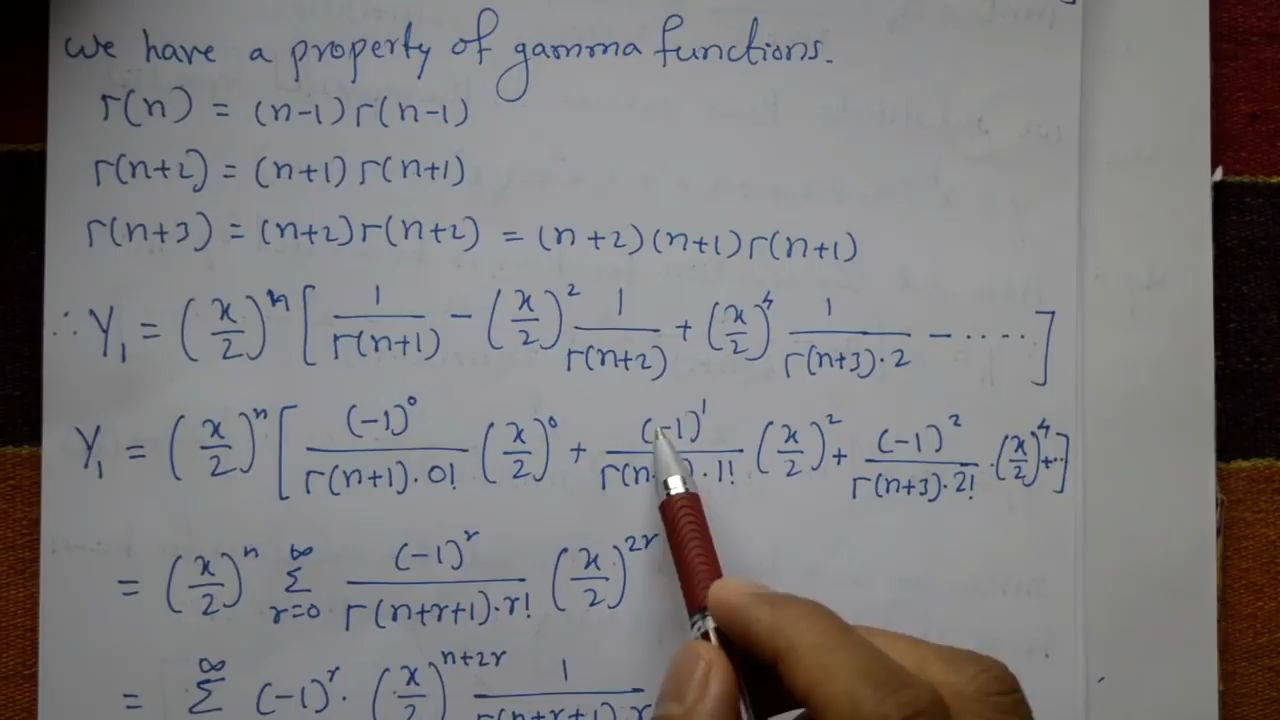 we have a property of gamma functions.
Γ(n) = (n-1)Γ(n-1)
Γ(n+2) = (n+1)Γ(n+1)
Γ(n+3) = (n+2)Γ(n+2) = (n+2)(n+1)Γ(n+1)
∴ Y₁ = (x/2)ⁿ [ 1/Γ(n+1) - (x/2)² 1/Γ(n+2) + (x/2)⁴ 1/(Γ(n+3)·2) - ····· ]
Y₁ = (x/2)ⁿ [ (-1)⁰/(Γ(n+1)·0!) (x/2)⁰ + (-1)¹/(Γ(n )·1!) (x/2)² + (-1)²/(Γ(n+3)·2!) ·(x/2)⁴ +·· ]
= (x/2)ⁿ ∑_{r=0}^{∞} (-1)^r/(Γ(n+r+1)·r!) (x/2)^{2r}
= ∑^{∞} (-1)^r · (x/2)^{n+2r} 1/(Γ(n+r+1)·r